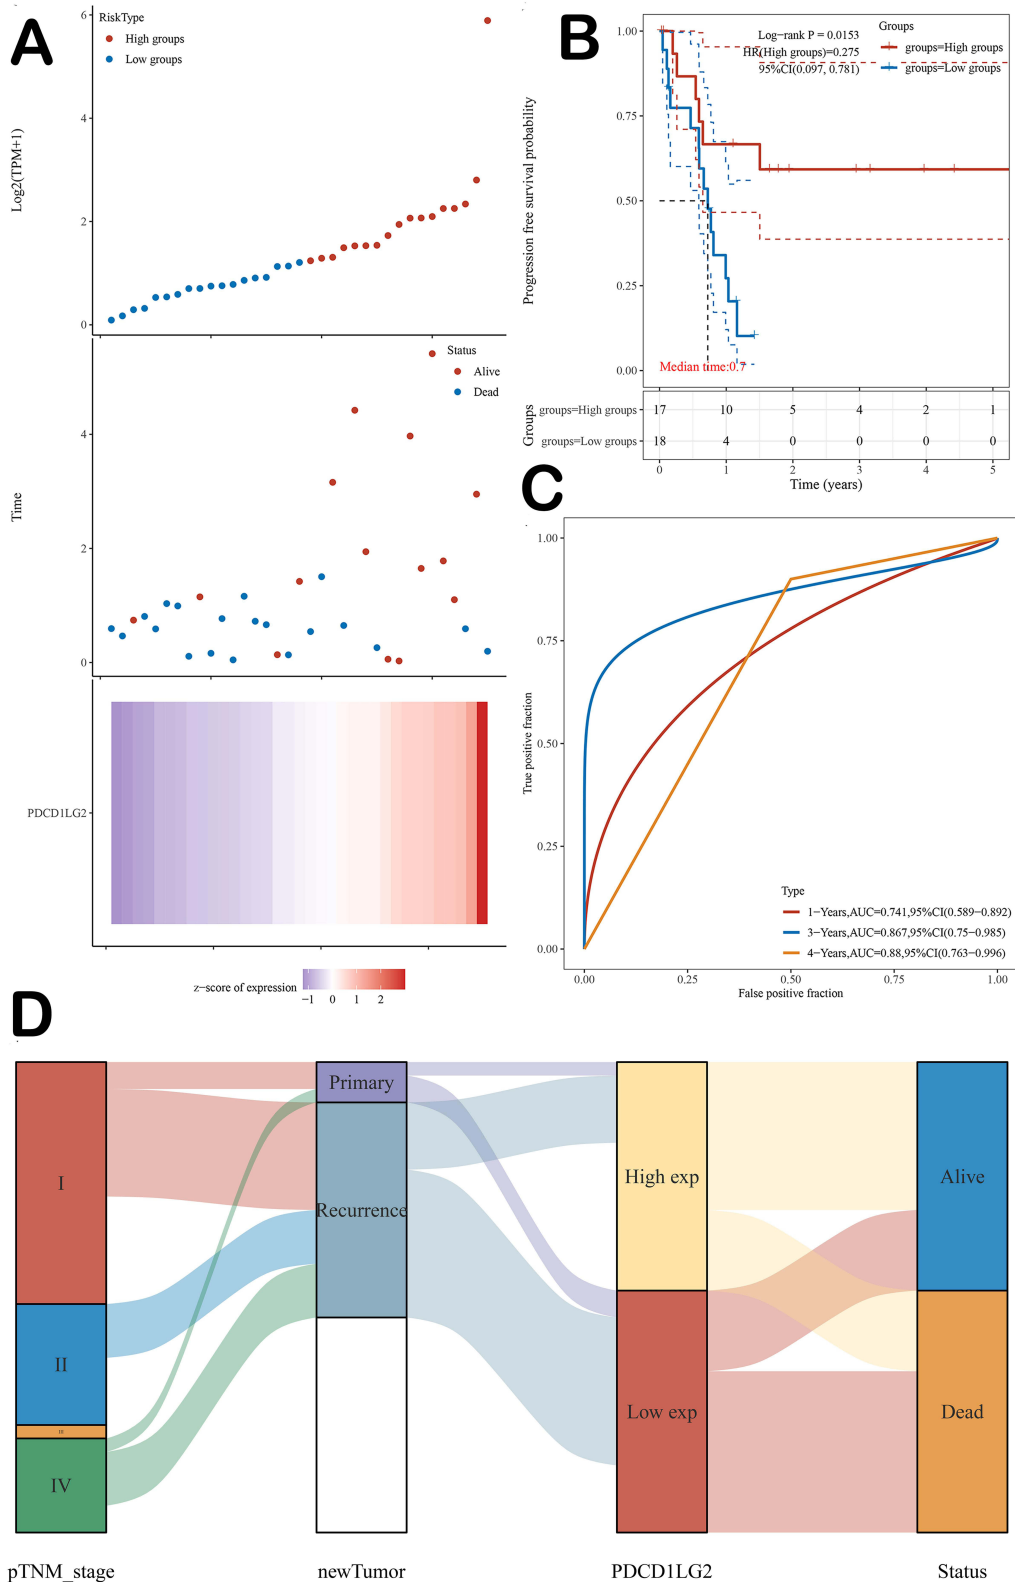 A
RiskType
High groups
Low groups
Log2(TPM+1)
6
4
2
0
Status
Alive
Dead
Time
4
2
0
PDCD1LG2
z−score of expression
−1 0 1 2
B
Log−rank P = 0.0153
HR(High groups)=0.275
95%CI(0.097, 0.781)
Groups
groups=High groups
groups=Low groups
Progression free survival probability
1.00
0.75
0.50
0.25
0.00
Median time:0.7
Groups
groups=High groups 17 10 5 4 2 1
groups=Low groups 18 4 0 0 0 0
0 1 2 3 4 5
Time (years)
C
True positive fraction
1.00
0.75
0.50
0.25
0.00
Type
1−Years,AUC=0.741,95%CI(0.589−0.892)
3−Years,AUC=0.867,95%CI(0.75−0.985)
4−Years,AUC=0.88,95%CI(0.763−0.996)
0.00 0.25 0.50 0.75 1.00
False positive fraction
D
I
II
III
IV
Primary
Recurrence
High exp
Low exp
Alive
Dead
pTNM_stage newTumor PDCD1LG2 Status